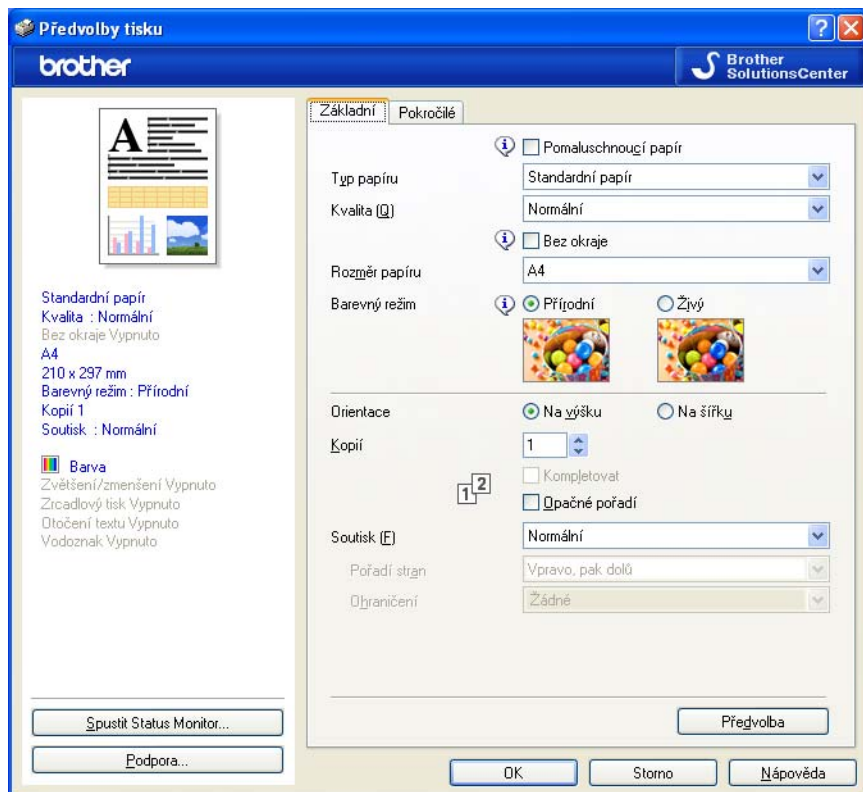 Předvolby tisku
brother
Brother
SolutionsCenter
A
Standardní papír
Kvalita : Normální
Bez okraje Vypnuto
A4
210 x 297 mm
Barevný režim : Přírodní
Kopií 1
Soutisk : Normální
Barva
Zvětšení/zmenšení Vypnuto
Zrcadlový tisk Vypnuto
Otočení textu Vypnuto
Vodoznak Vypnuto
Spustit Status Monitor...
Podpora...
Základní Pokročilé
Pomaluschnoucí papír
Typ papíru Standardní papír
Kvalita (Q) Normální
Bez okraje
Rozměr papíru A4
Barevný režim Přírodní Živý
Orientace Na výšku Na šířku
Kopií 1
Kompletovat
1 2
Opačné pořadí
Soutisk (F) Normální
Pořadí stran Vpravo, pak dolů
Ohraničení Žádné
Předvolba
OK Storno Nápověda